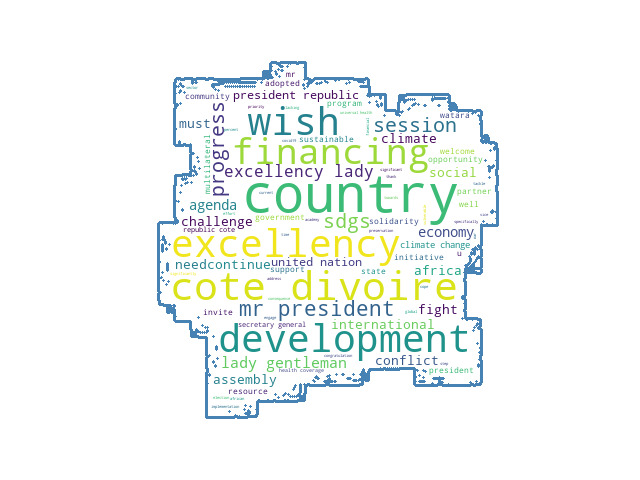 mr
adopted
community
president republic
program
wish
session
watara
must
progress
sustainable
climate
multilateral
financing
welcome
opportunity
excellency lady
social
partner
well
country
agenda
challenge
government
sdgs
solidarity
economy
republic cote
excellency
climate change
initiative
u
need
continue
united nation
support
state
africa
cote divoire
invite
mr president
global
fight
secretary general
international
development
lady gentleman
conflict
health coverage
president
assembly
resource